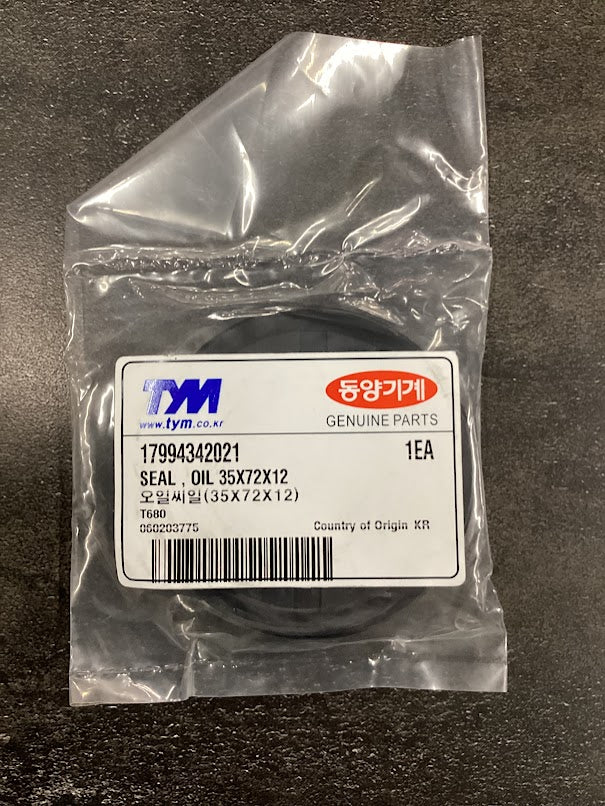 TYM
www.tym.co.kr
동양기계
GENUINE PARTS
17994342021 1EA
SEAL , OIL 35X72X12
오일씨일(35X72X12)
T680
060203775 Country of Origin KR